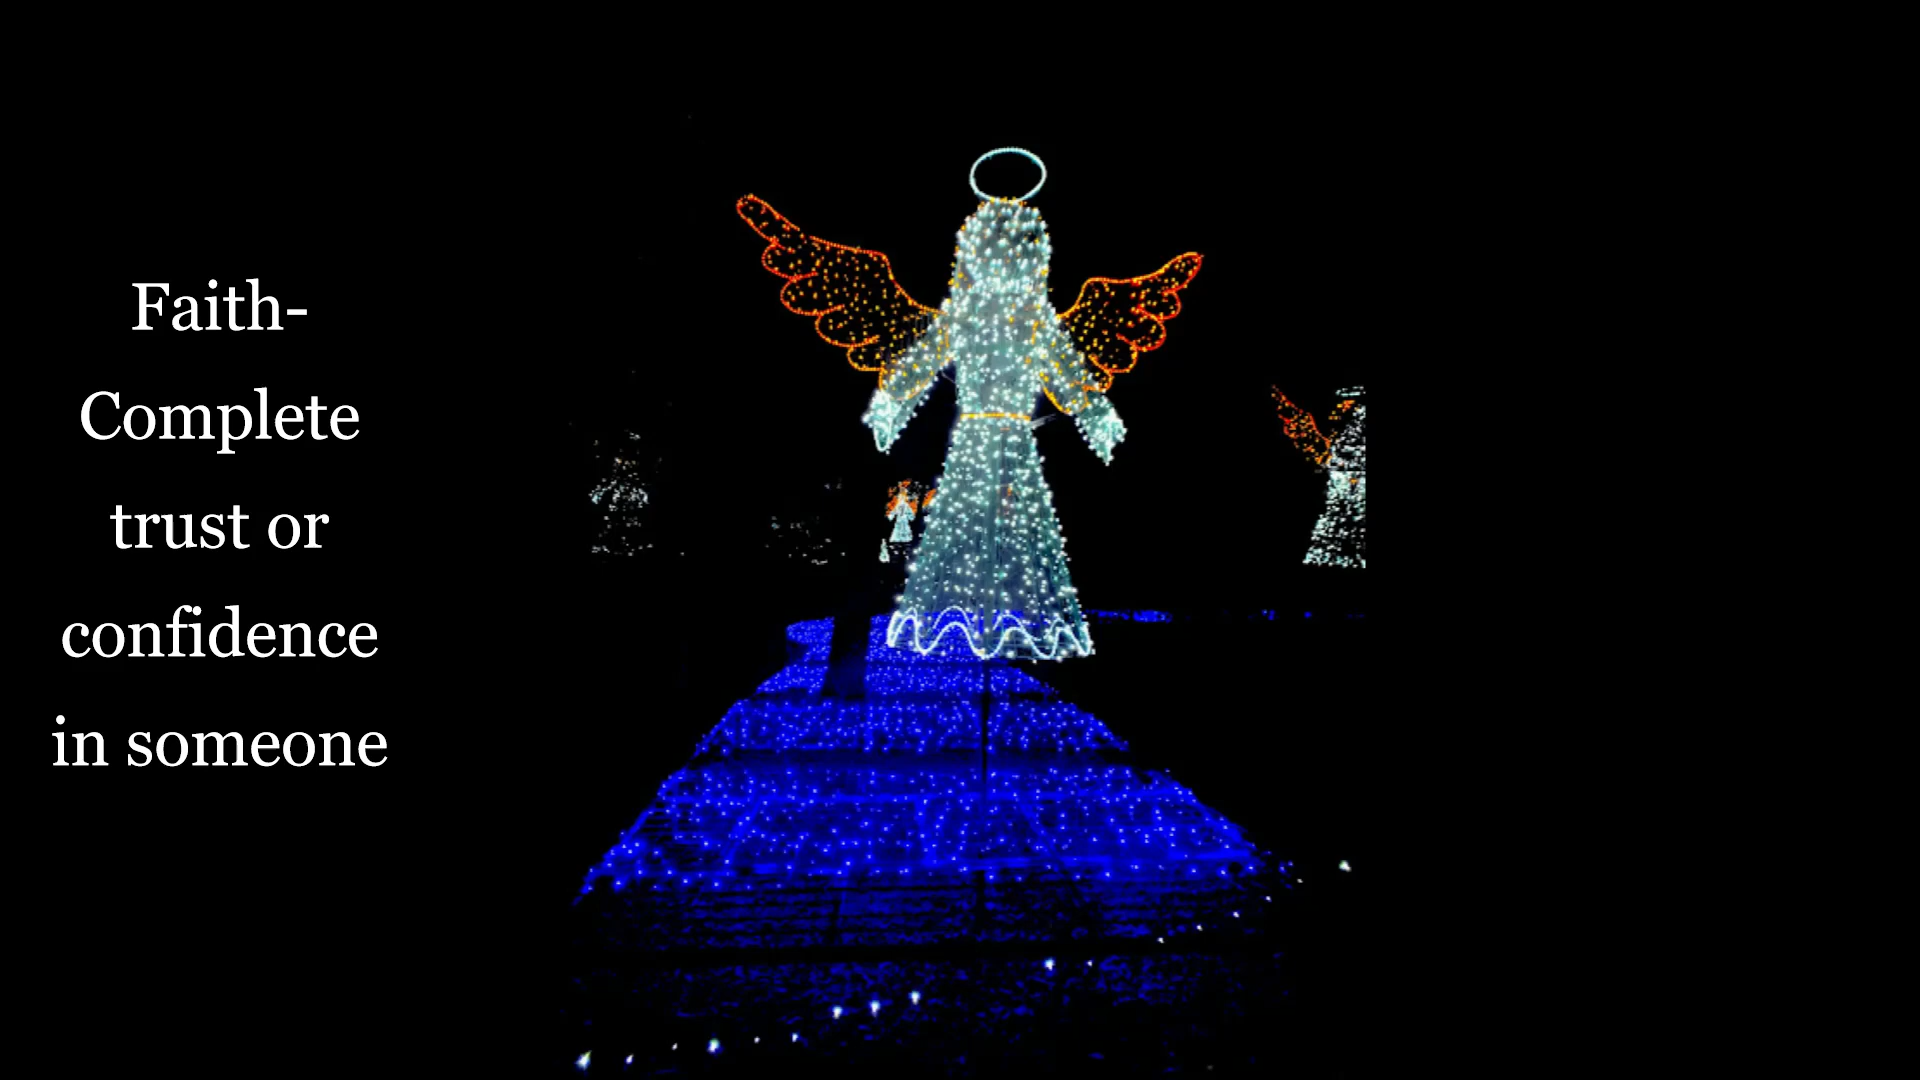 Faith-
Complete
trust or
confidence
in someone